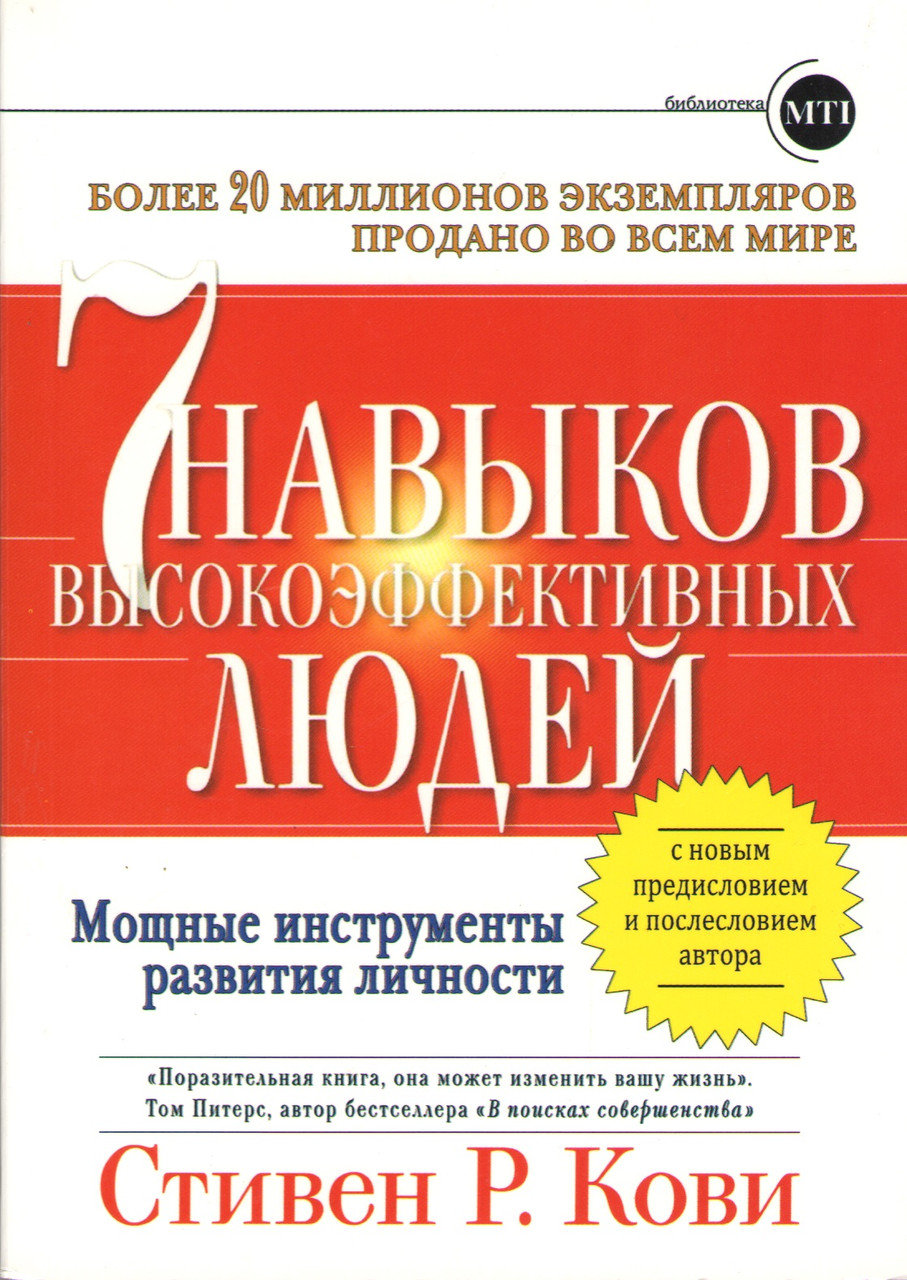 библиотека MTI
БОЛЕЕ 20 МИЛЛИОНОВ ЭКЗЕМПЛЯРОВ
ПРОДАНО ВО ВСЕМ МИРЕ
7 НАВЫКОВ
ВЫСОКОЭФФЕКТИВНЫХ
ЛЮДЕЙ
с новым
предисловием
и послесловием
автора
Мощные инструменты
развития личности
«Поразительная книга, она может изменить вашу жизнь».
Том Питерс, автор бестселлера «В поисках совершенства»
Стивен Р. Кови